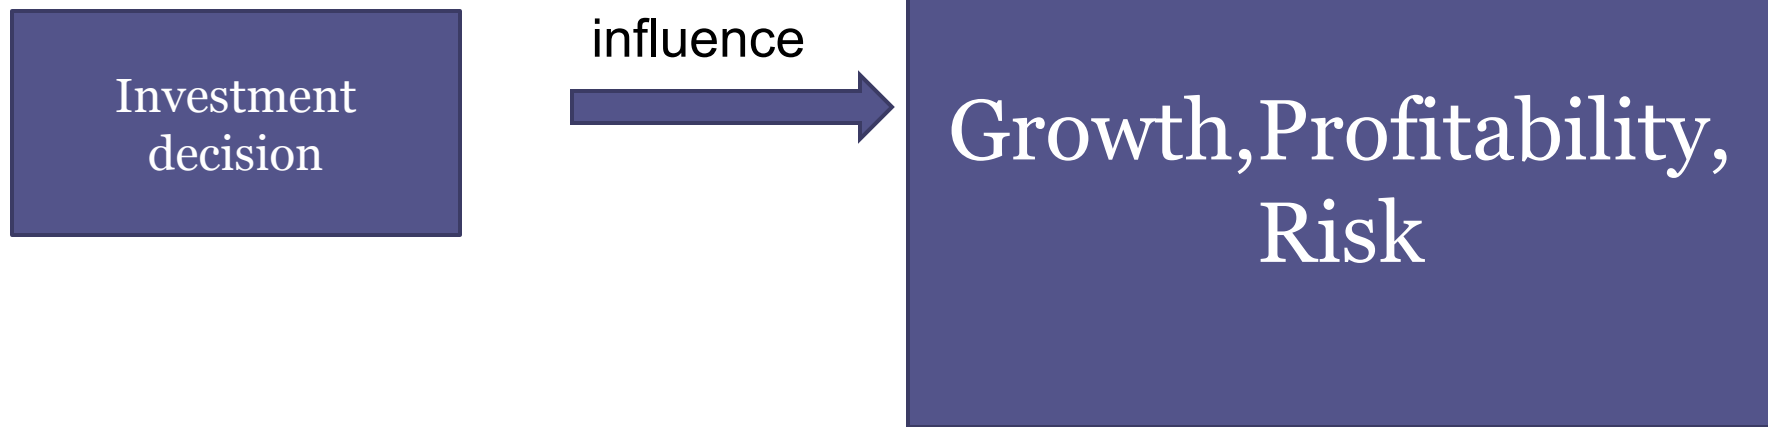 Investment
decision
influence
Growth,Profitability,
Risk